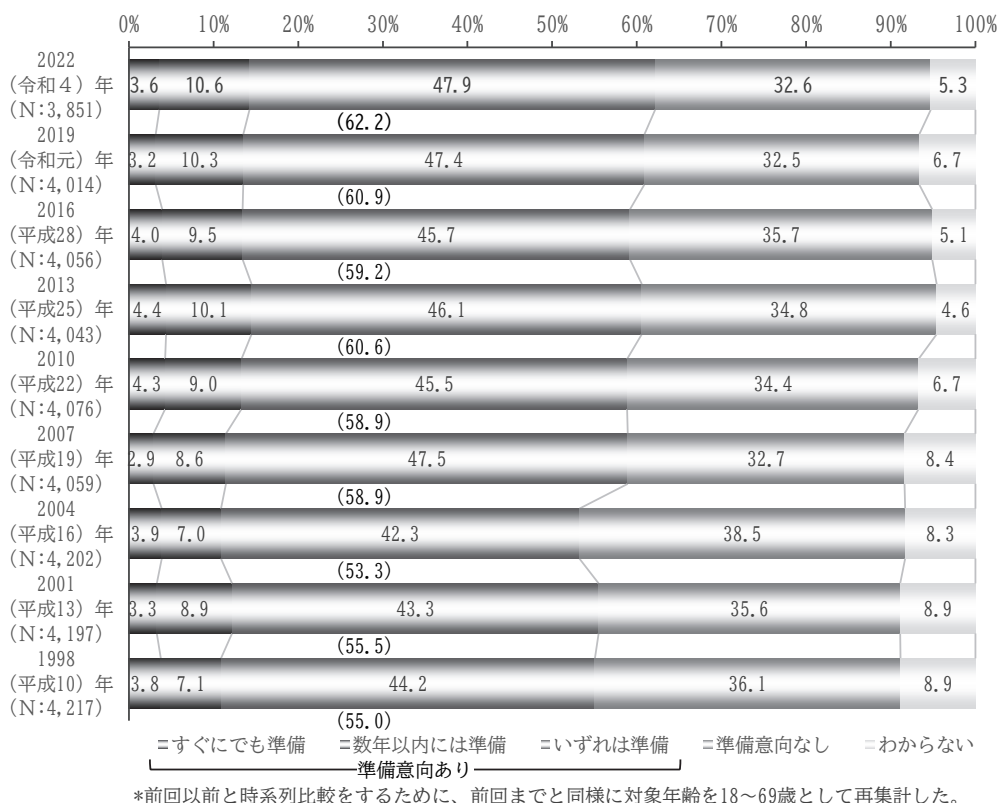 0% 10% 20% 30% 40% 50% 60% 70% 80% 90% 100%
2022
(令和4)年
(N:3,851)
3.6 10.6 47.9 32.6 5.3
(62.2)
2019
(令和元)年
(N:4,014)
3.2 10.3 47.4 32.5 6.7
(60.9)
2016
(平成28)年
(N:4,056)
4.0 9.5 45.7 35.7 5.1
(59.2)
2013
(平成25)年
(N:4,043)
4.4 10.1 46.1 34.8 4.6
(60.6)
2010
(平成22)年
(N:4,076)
4.3 9.0 45.5 34.4 6.7
(58.9)
2007
(平成19)年
(N:4,059)
2.9 8.6 47.5 32.7 8.4
(58.9)
2004
(平成16)年
(N:4,202)
3.9 7.0 42.3 38.5 8.3
(53.3)
2001
(平成13)年
(N:4,197)
3.3 8.9 43.3 35.6 8.9
(55.5)
1998
(平成10)年
(N:4,217)
3.8 7.1 44.2 36.1 8.9
(55.0)
すぐにでも準備 数年以内には準備 いずれは準備 準備意向なし わからない
準備意向あり
*前回以前と時系列比較をするために、前回までと同様に対象年齢を18～69歳として再集計した。